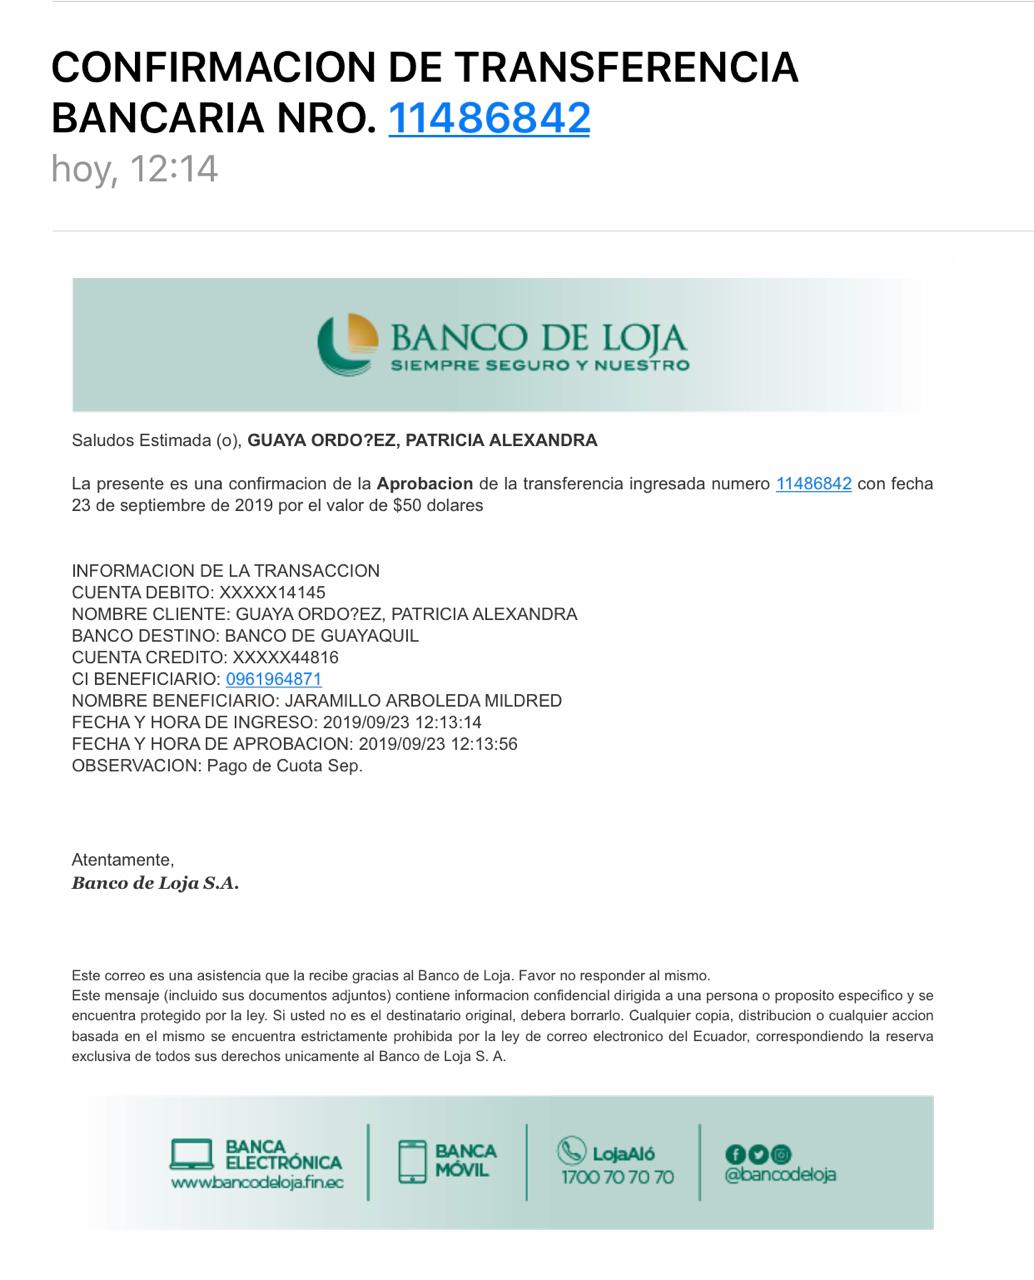 CONFIRMACION DE TRANSFERENCIA
BANCARIA NRO. 11486842
hoy, 12:14
BANCO DE LOJA
SIEMPRE SEGURO Y NUESTRO
Saludos Estimada (o), GUAYA ORDO?EZ, PATRICIA ALEXANDRA
La presente es una confirmacion de la Aprobacion de la transferencia ingresada numero 11486842 con fecha
23 de septiembre de 2019 por el valor de $50 dolares
INFORMACION DE LA TRANSACCION
CUENTA DEBITO: XXXXX14145
NOMBRE CLIENTE: GUAYA ORDO?EZ, PATRICIA ALEXANDRA
BANCO DESTINO: BANCO DE GUAYAQUIL
CUENTA CREDITO: XXXXX44816
CI BENEFICIARIO: 0961964871
NOMBRE BENEFICIARIO: JARAMILLO ARBOLEDA MILDRED
FECHA Y HORA DE INGRESO: 2019/09/23 12:13:14
FECHA Y HORA DE APROBACION: 2019/09/23 12:13:56
OBSERVACION: Pago de Cuota Sep.
Atentamente,
Banco de Loja S.A.
Este correo es una asistencia que la recibe gracias al Banco de Loja. Favor no responder al mismo.
Este mensaje (incluido sus documentos adjuntos) contiene informacion confidencial dirigida a una persona o proposito especifico y se
encuentra protegido por la ley. Si usted no es el destinatario original, debera borrarlo. Cualquier copia, distribucion o cualquier accion
basada en el mismo se encuentra estrictamente prohibida por la ley de correo electronico del Ecuador, correspondiendo la reserva
exclusiva de todos sus derechos unicamente al Banco de Loja S. A.
BANCA
ELECTRÓNICA
www.bancodeloja.fin.ec
BANCA
MÓVIL
LojaAló
1700 70 70 70
@bancodeloja